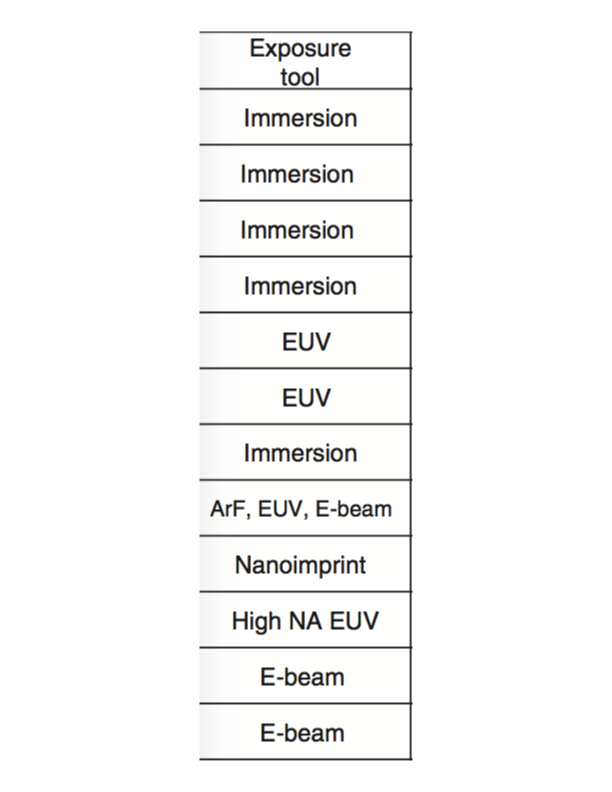 Exposure
tool
Immersion
Immersion
Immersion
Immersion
EUV
EUV
Immersion
ArF, EUV, E-beam
Nanoimprint
High NA EUV
E-beam
E-beam